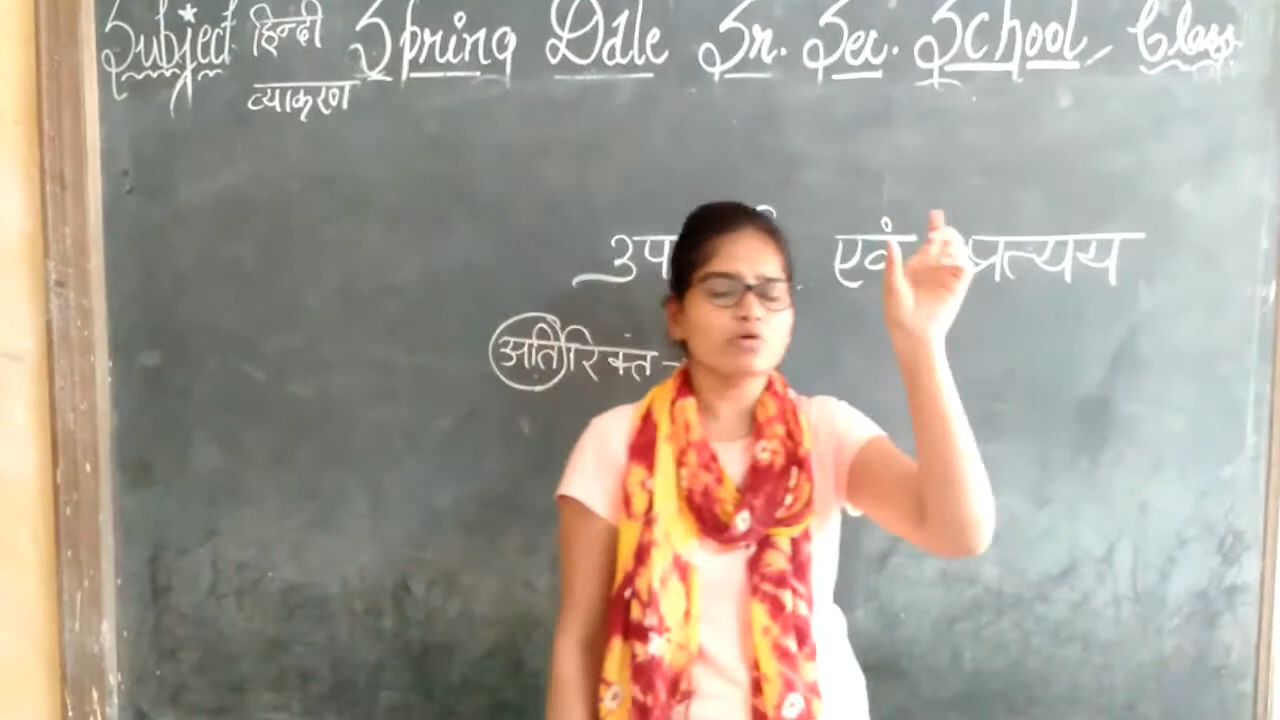 Subject हिन्दी Spring Dale Sr. Sec. School, Class
व्याकरण
उप एवं प्रत्यय
अतिरिक्त -